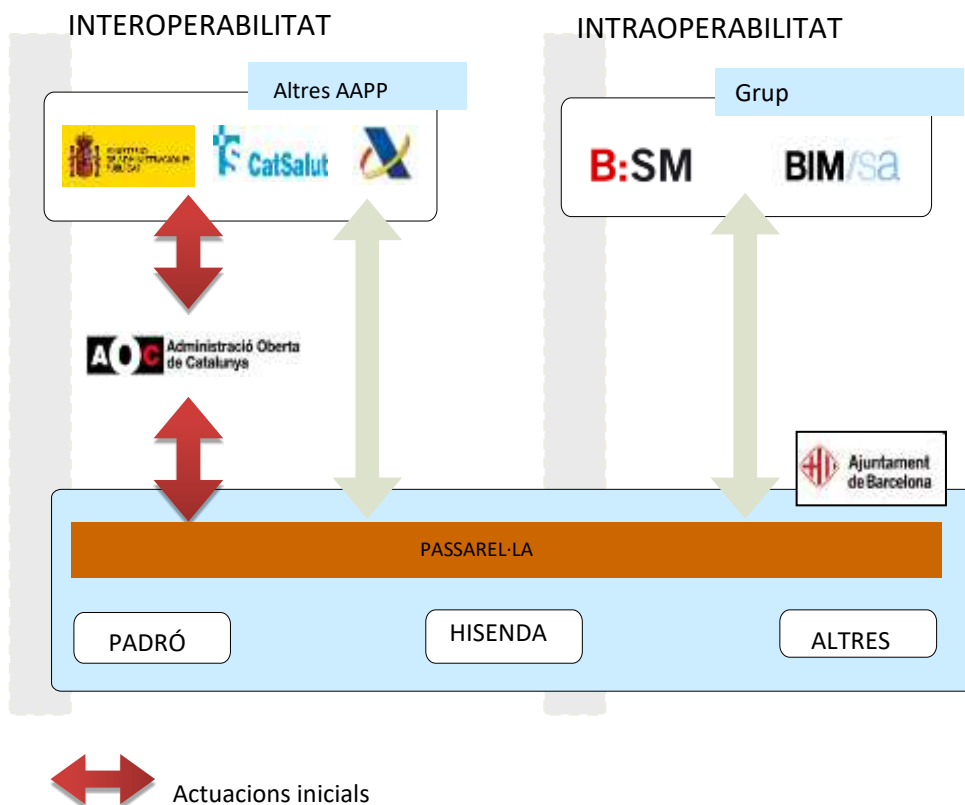 INTEROPERABILITAT
INTRAOPERABILITAT
Altres AAPP
Grup
CatSalut
B:SM
BIM/sa
AOC
Administració Oberta
de Catalunya
Ajuntament
de Barcelona
PASSAREL·LA
PADRÓ
HISENDA
ALTRES
Actuacions inicials